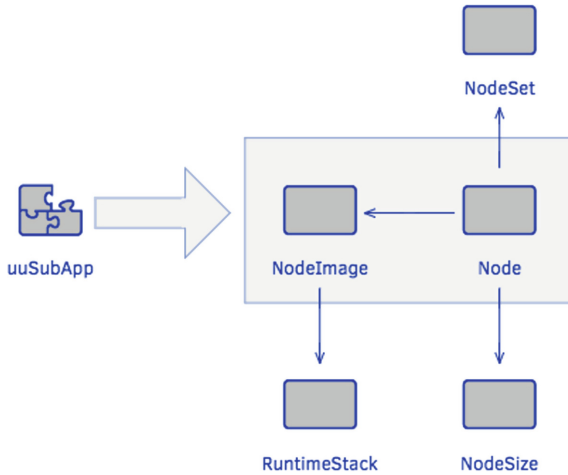 NodeSet
uuSubApp
NodeImage
Node
RuntimeStack
NodeSize